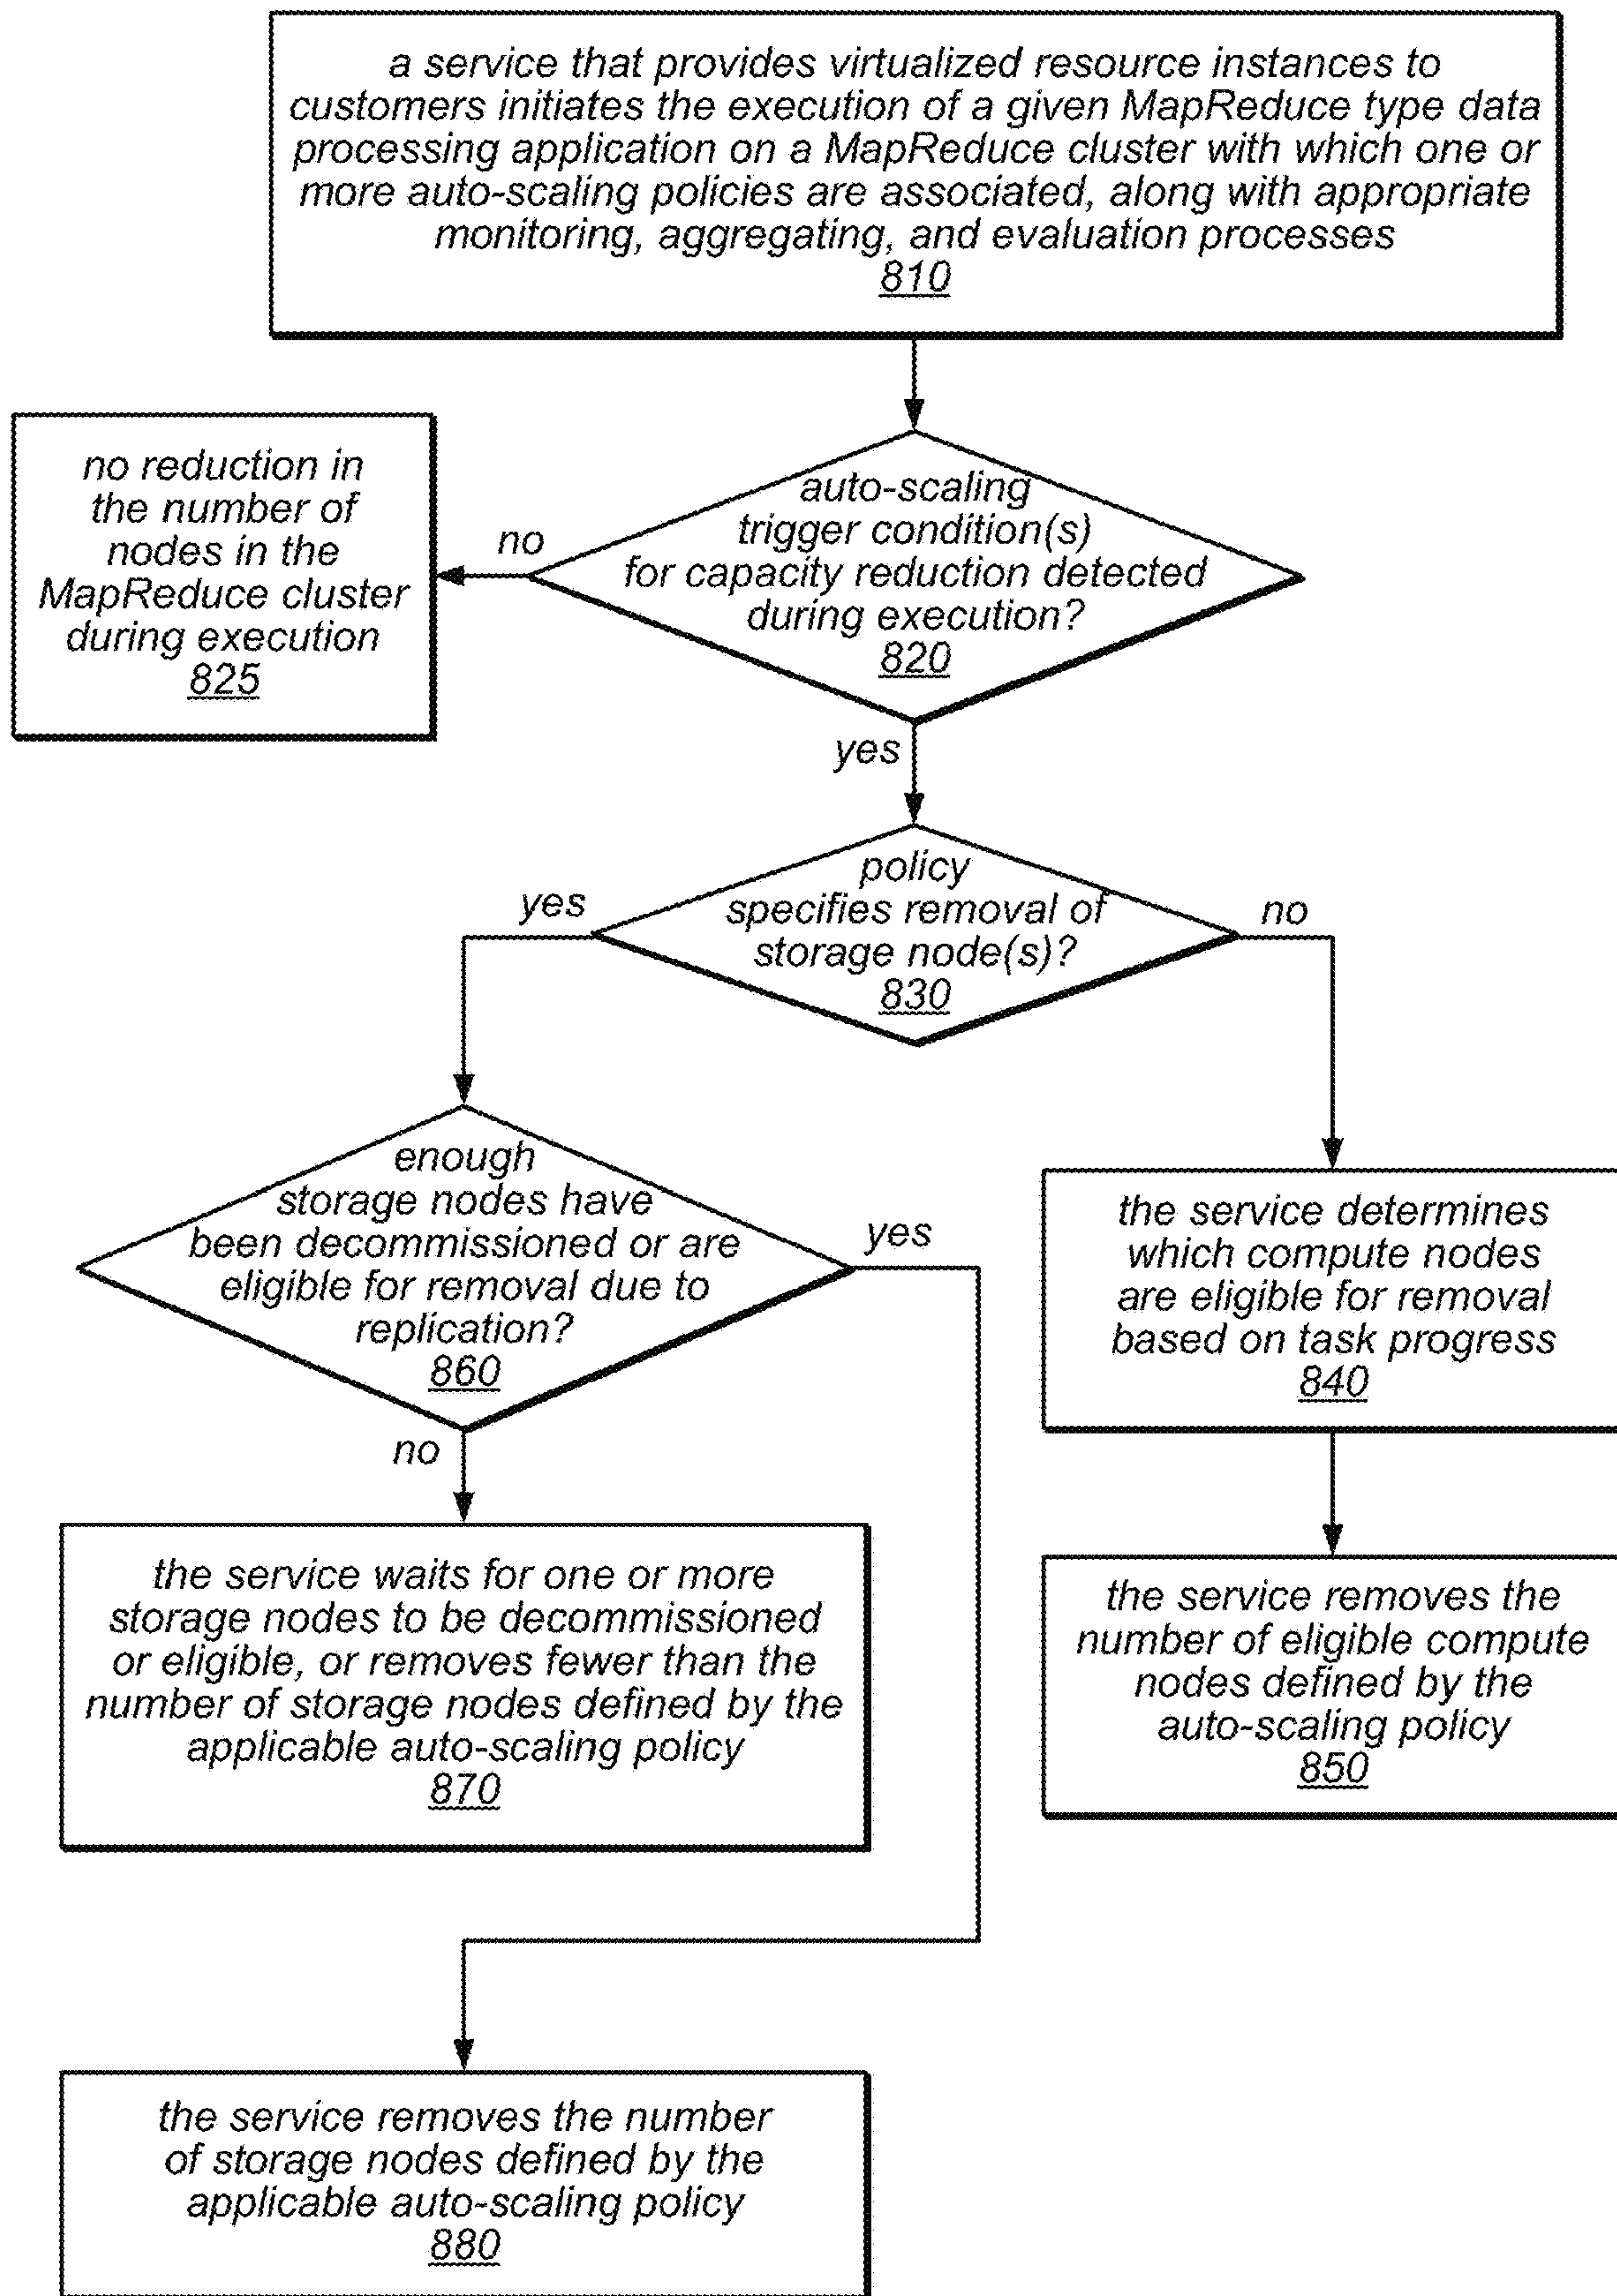 a service that provides virtualized resource instances to
customers initiates the execution of a given MapReduce type data
processing application on a MapReduce cluster with which one or
more auto-scaling policies are associated, along with appropriate
monitoring, aggregating, and evaluation processes
810
no reduction in
the number of
nodes in the
MapReduce cluster
during execution
825
no
auto-scaling
trigger condition(s)
for capacity reduction detected
during execution?
820
yes
policy
specifies removal of
storage node(s)?
830
yes
no
enough
storage nodes have
been decommissioned or are
eligible for removal due to
replication?
860
yes
no
the service determines
which compute nodes
are eligible for removal
based on task progress
840
the service waits for one or more
storage nodes to be decommissioned
or eligible, or removes fewer than the
number of storage nodes defined by the
applicable auto-scaling policy
870
the service removes the
number of eligible compute
nodes defined by the
auto-scaling policy
850
the service removes the number
of storage nodes defined by the
applicable auto-scaling policy
880